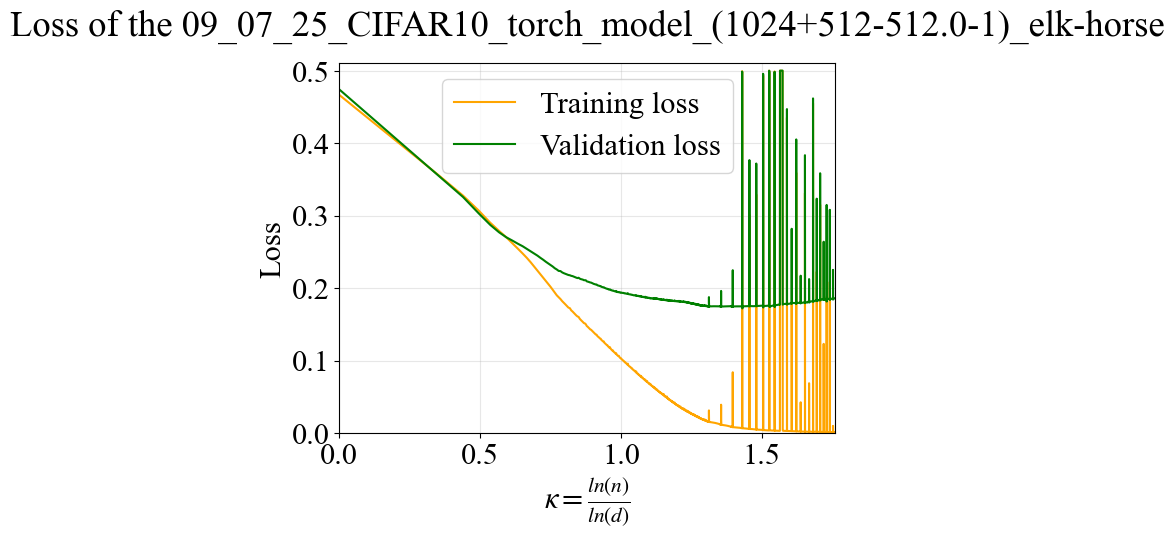 Loss of the 09_07_25_CIFAR10_torch_model_(1024+512-512.0-1)_elk-horse
Training loss
Validation loss
Loss
0.5
0.4
0.3
0.2
0.1
0.0
0.0 0.5 1.0 1.5
κ = ln(n)/ln(d)